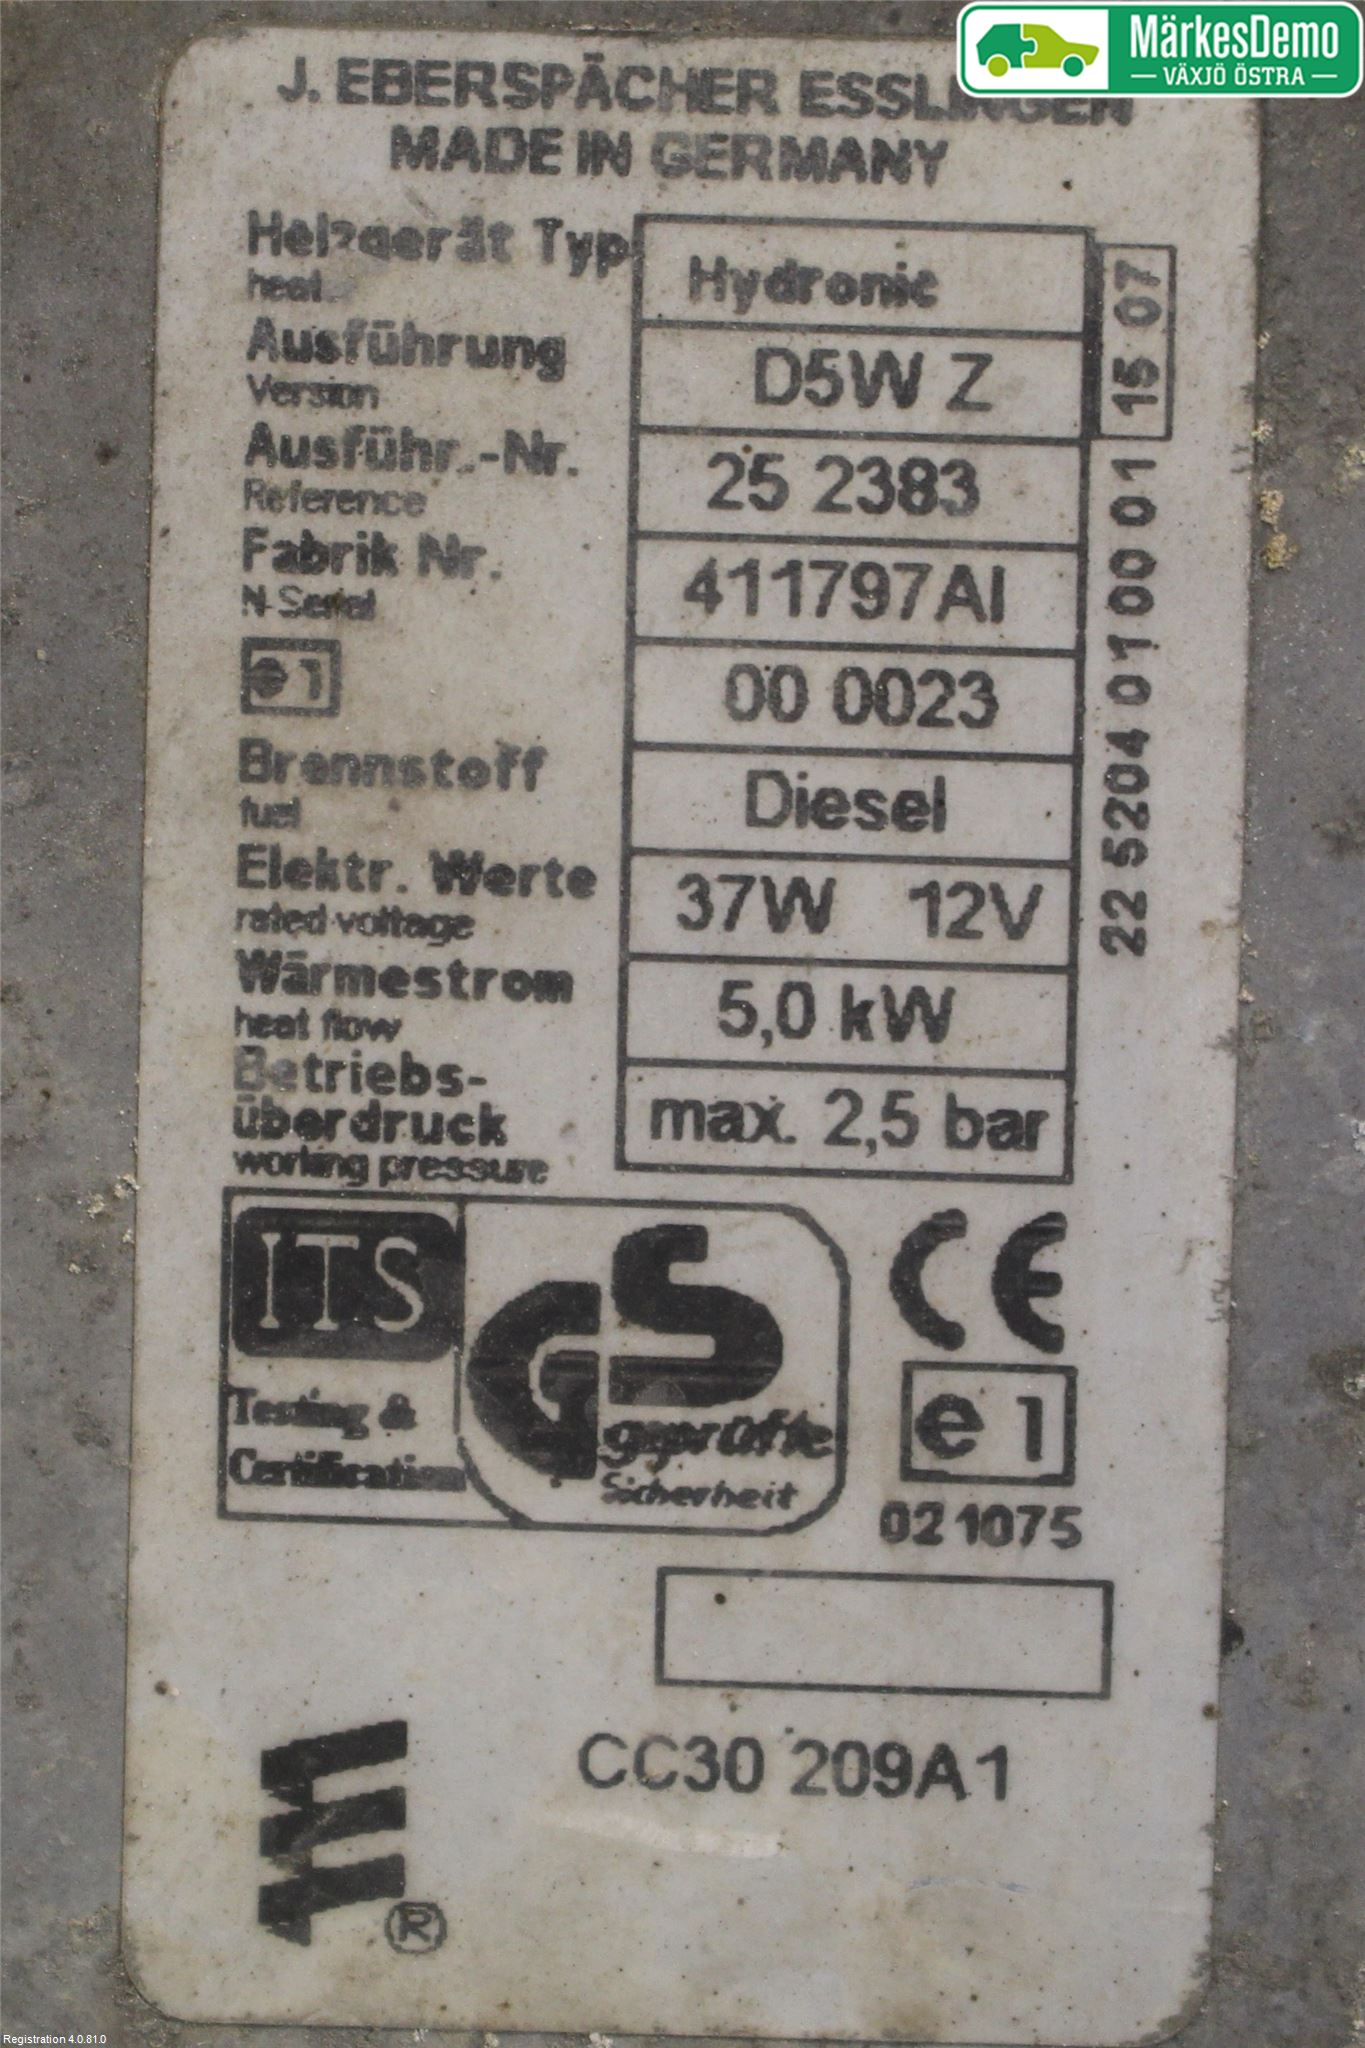 MärkesDemo
VÄXJÖ ÖSTRA
J. EBERSPÄCHER ESSLINGEN
MADE IN GERMANY
Heizgerät Typ Hydronic
heat.
Ausführung D5W Z
Version
Ausführ.-Nr. 25 2383
Reference
Fabrik Nr. 411797AI
N-Serial
e1 00 0023
Brennstoff Diesel
fuel
Elektr. Werte 37W 12V
rated voltage
Wärmestrom 5,0 kW
heat flow
Betriebs-
überdruck max. 2,5 bar
working pressure
15 07
22 5204 01 00 01
ITS
Testing &
Certification
GS
geprüfte
Sicherheit
CE
e1
021075
CC30 209A1
®
Registration 4.0.81.0